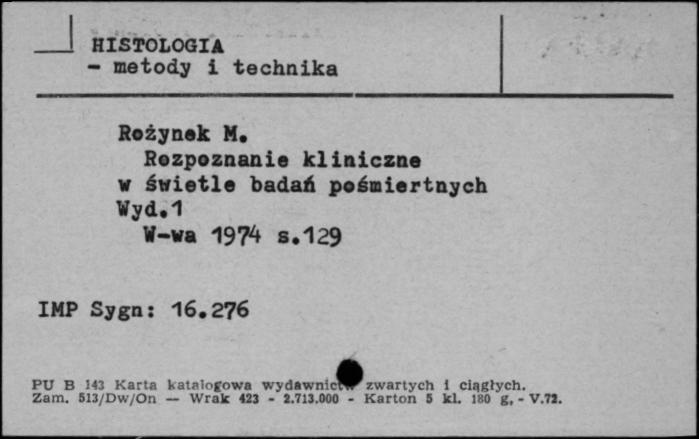 HISTOLOGIA
- metody i technika
Rożynek M.
Rozpoznanie kliniczne
w świetle badań pośmiertnych
Wyd.1
W-wa 1974 s.129
IMP Sygn: 16.276
PU B 143 Karta katalogowa wydawnictw zwartych i ciągłych.
Zam. 513/Dw/On — Wrak 423 - 2.713.000 - Karton 5 kl. 180 g, - V.72.